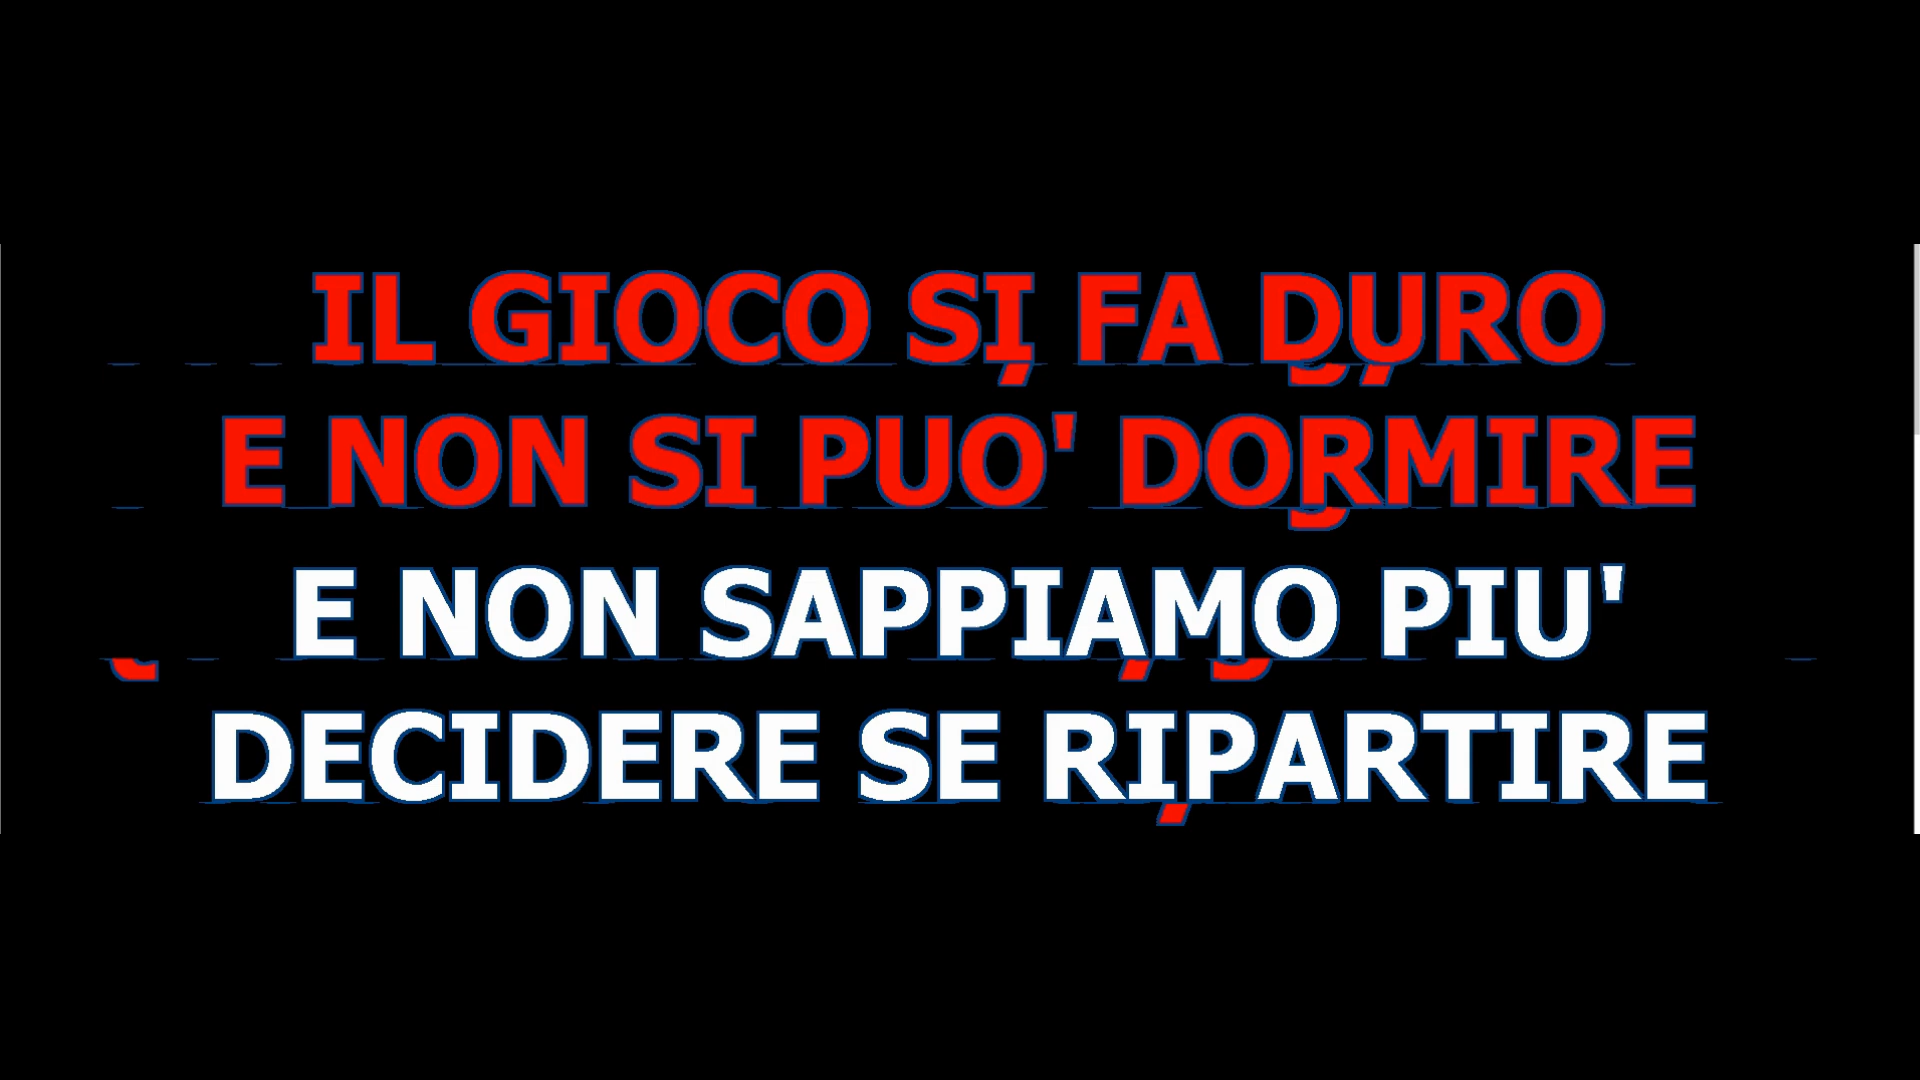 IL GIOCO SI FA DURO
E NON SI PUO' DORMIRE
E NON SAPPIAMO PIU'
DECIDERE SE RIPARTIRE